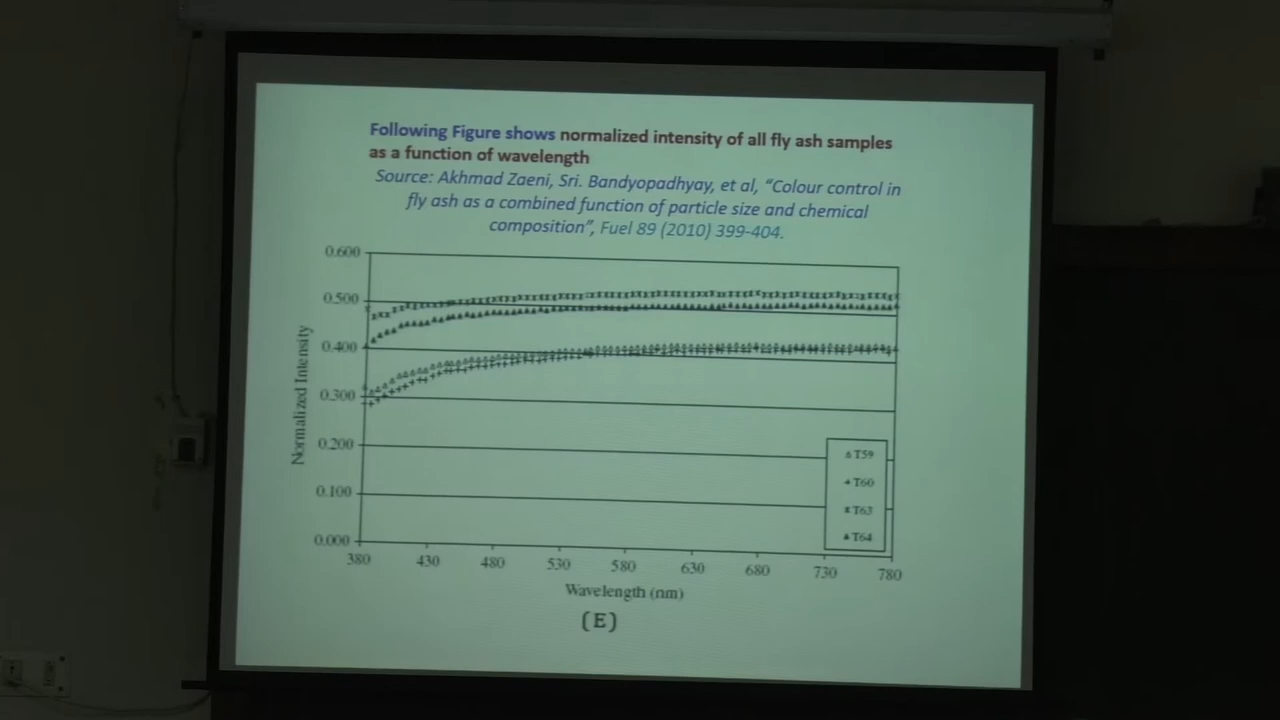 Following Figure shows normalized intensity of all fly ash samples
as a function of wavelength
Source: Akhmad Zaeni, Sri. Bandyopadhyay, et al, “Colour control in
fly ash as a combined function of particle size and chemical
composition”, Fuel 89 (2010) 399-404.
0.600
0.500
0.400
0.300
0.200
0.100
0.000
Normalized Intensity
T59
T60
T63
T64
380 430 480 530 580 630 680 730 780
Wavelength (nm)
(E)